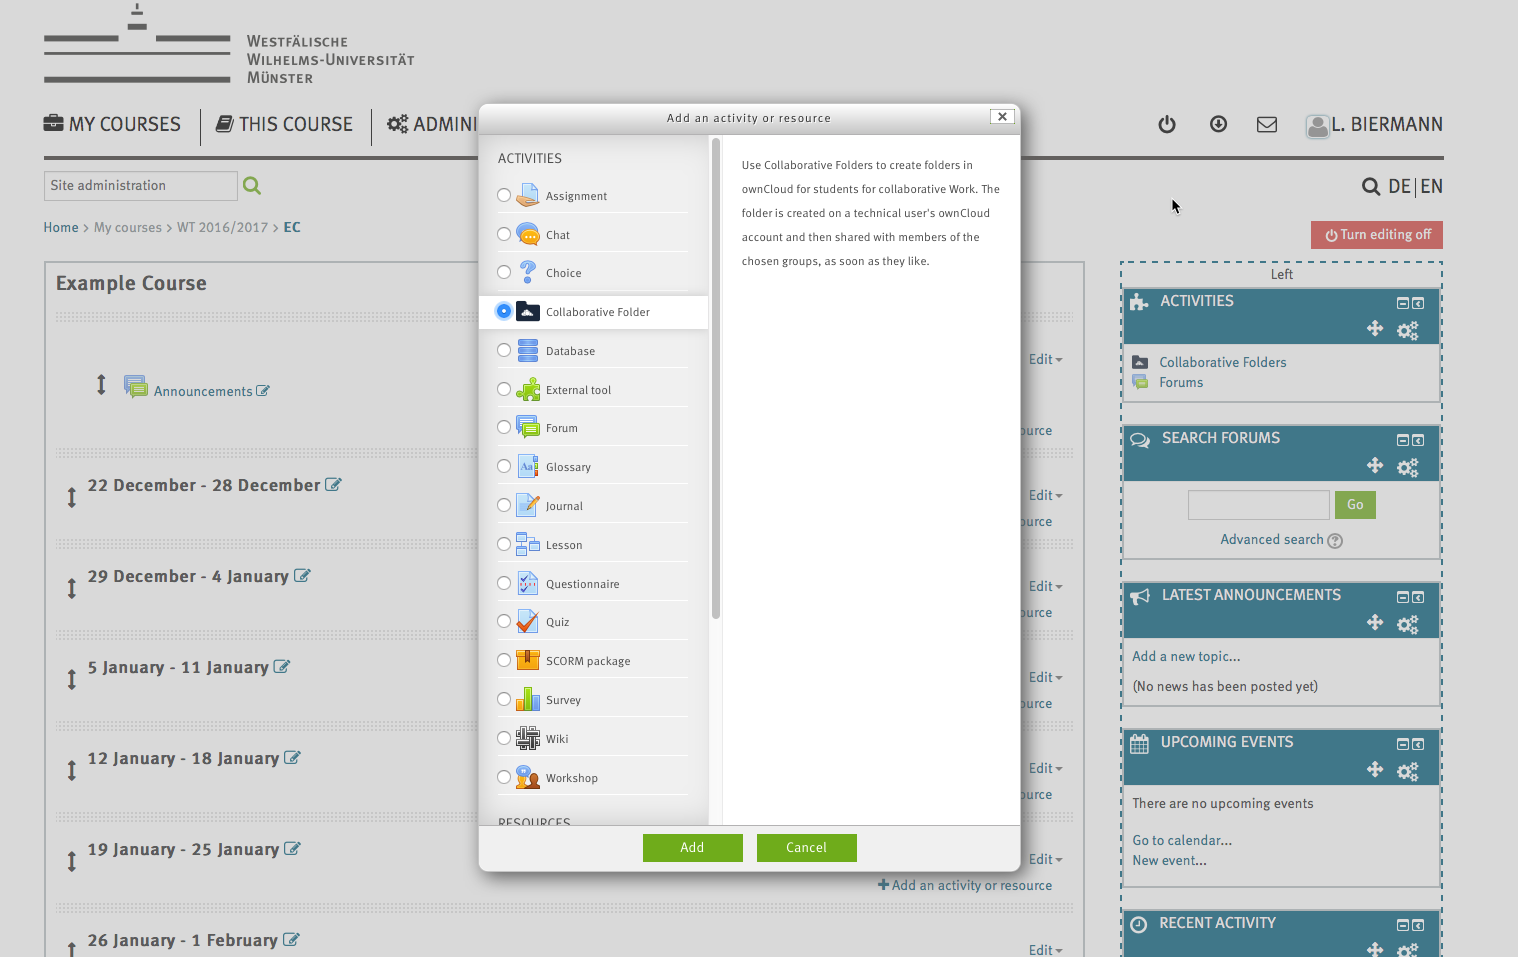 WESTFÄLISCHE
WILHELMS-UNIVERSITÄT
MÜNSTER
MY COURSES
THIS COURSE
ADMINI
L. BIERMANN
Site administration
DE|EN
Home > My courses > WT 2016/2017 > EC
Turn editing off
Example Course
Edit
Announcements
ource
22 December - 28 December
Edit
ource
29 December - 4 January
Edit
ource
5 January - 11 January
Edit
ource
12 January - 18 January
Edit
ource
19 January - 25 January
Edit
Add an activity or resource
26 January - 1 February
Edit
Add an activity or resource
ACTIVITIES
Assignment
Chat
Choice
Collaborative Folder
Database
External tool
Forum
Glossary
Journal
Lesson
Questionnaire
Quiz
SCORM package
Survey
Wiki
Workshop
RESOURCES
Use Collaborative Folders to create folders in
ownCloud for students for collaborative Work. The
folder is created on a technical user's ownCloud
account and then shared with members of the
chosen groups, as soon as they like.
Add
Cancel
Left
ACTIVITIES
Collaborative Folders
Forums
SEARCH FORUMS
Go
Advanced search
LATEST ANNOUNCEMENTS
Add a new topic...
(No news has been posted yet)
UPCOMING EVENTS
There are no upcoming events
Go to calendar...
New event...
RECENT ACTIVITY